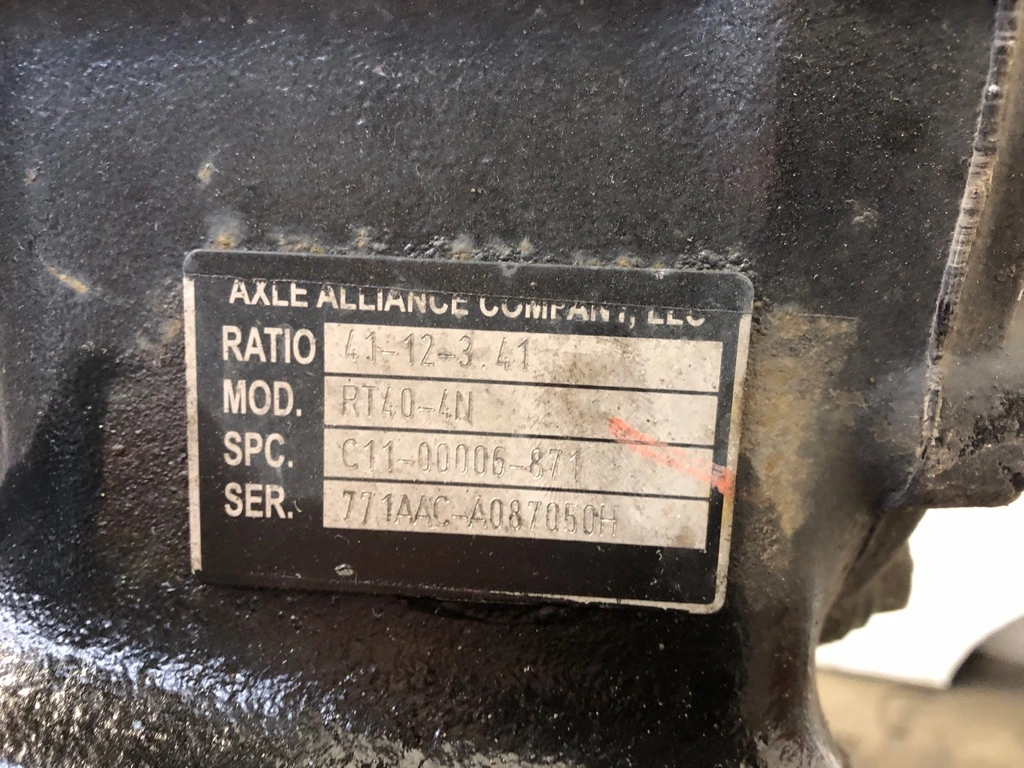 AXLE ALLIANCE COMPANY, LLC
RATIO 41-12-3.41
MOD. RT40-4N
SPC. C11-00006-871
SER. 771AAC-A087050H